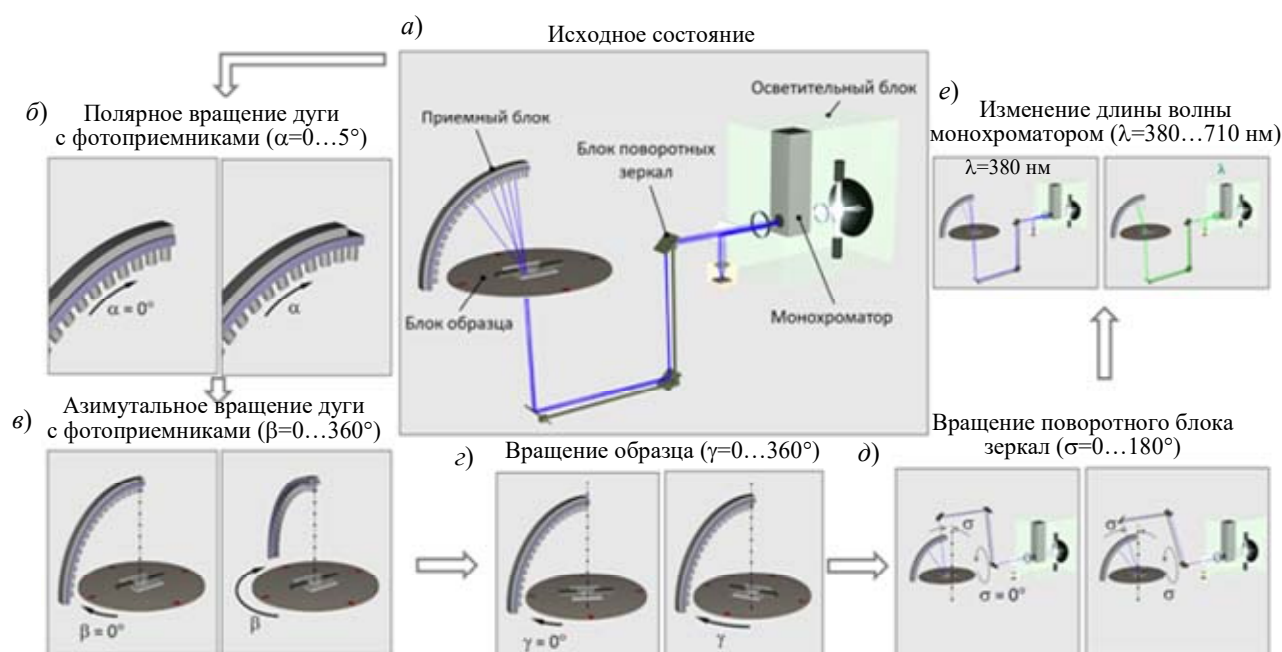 а)
Исходное состояние
Осветительный блок
Приемный блок
Блок поворотных
зеркал
Блок образца
Монохроматор
б)
Полярное вращение дуги
с фотоприемниками (α=0…5°)
α = 0°
α
в)
Азимутальное вращение дуги
с фотоприемниками (β=0…360°)
β = 0°
β
г)
Вращение образца (γ=0…360°)
γ = 0°
γ
д)
Вращение поворотного блока
зеркал (σ=0…180°)
σ
σ = 0°
σ
σ
е)
Изменение длины волны
монохроматором (λ=380…710 нм)
λ=380 нм
λ